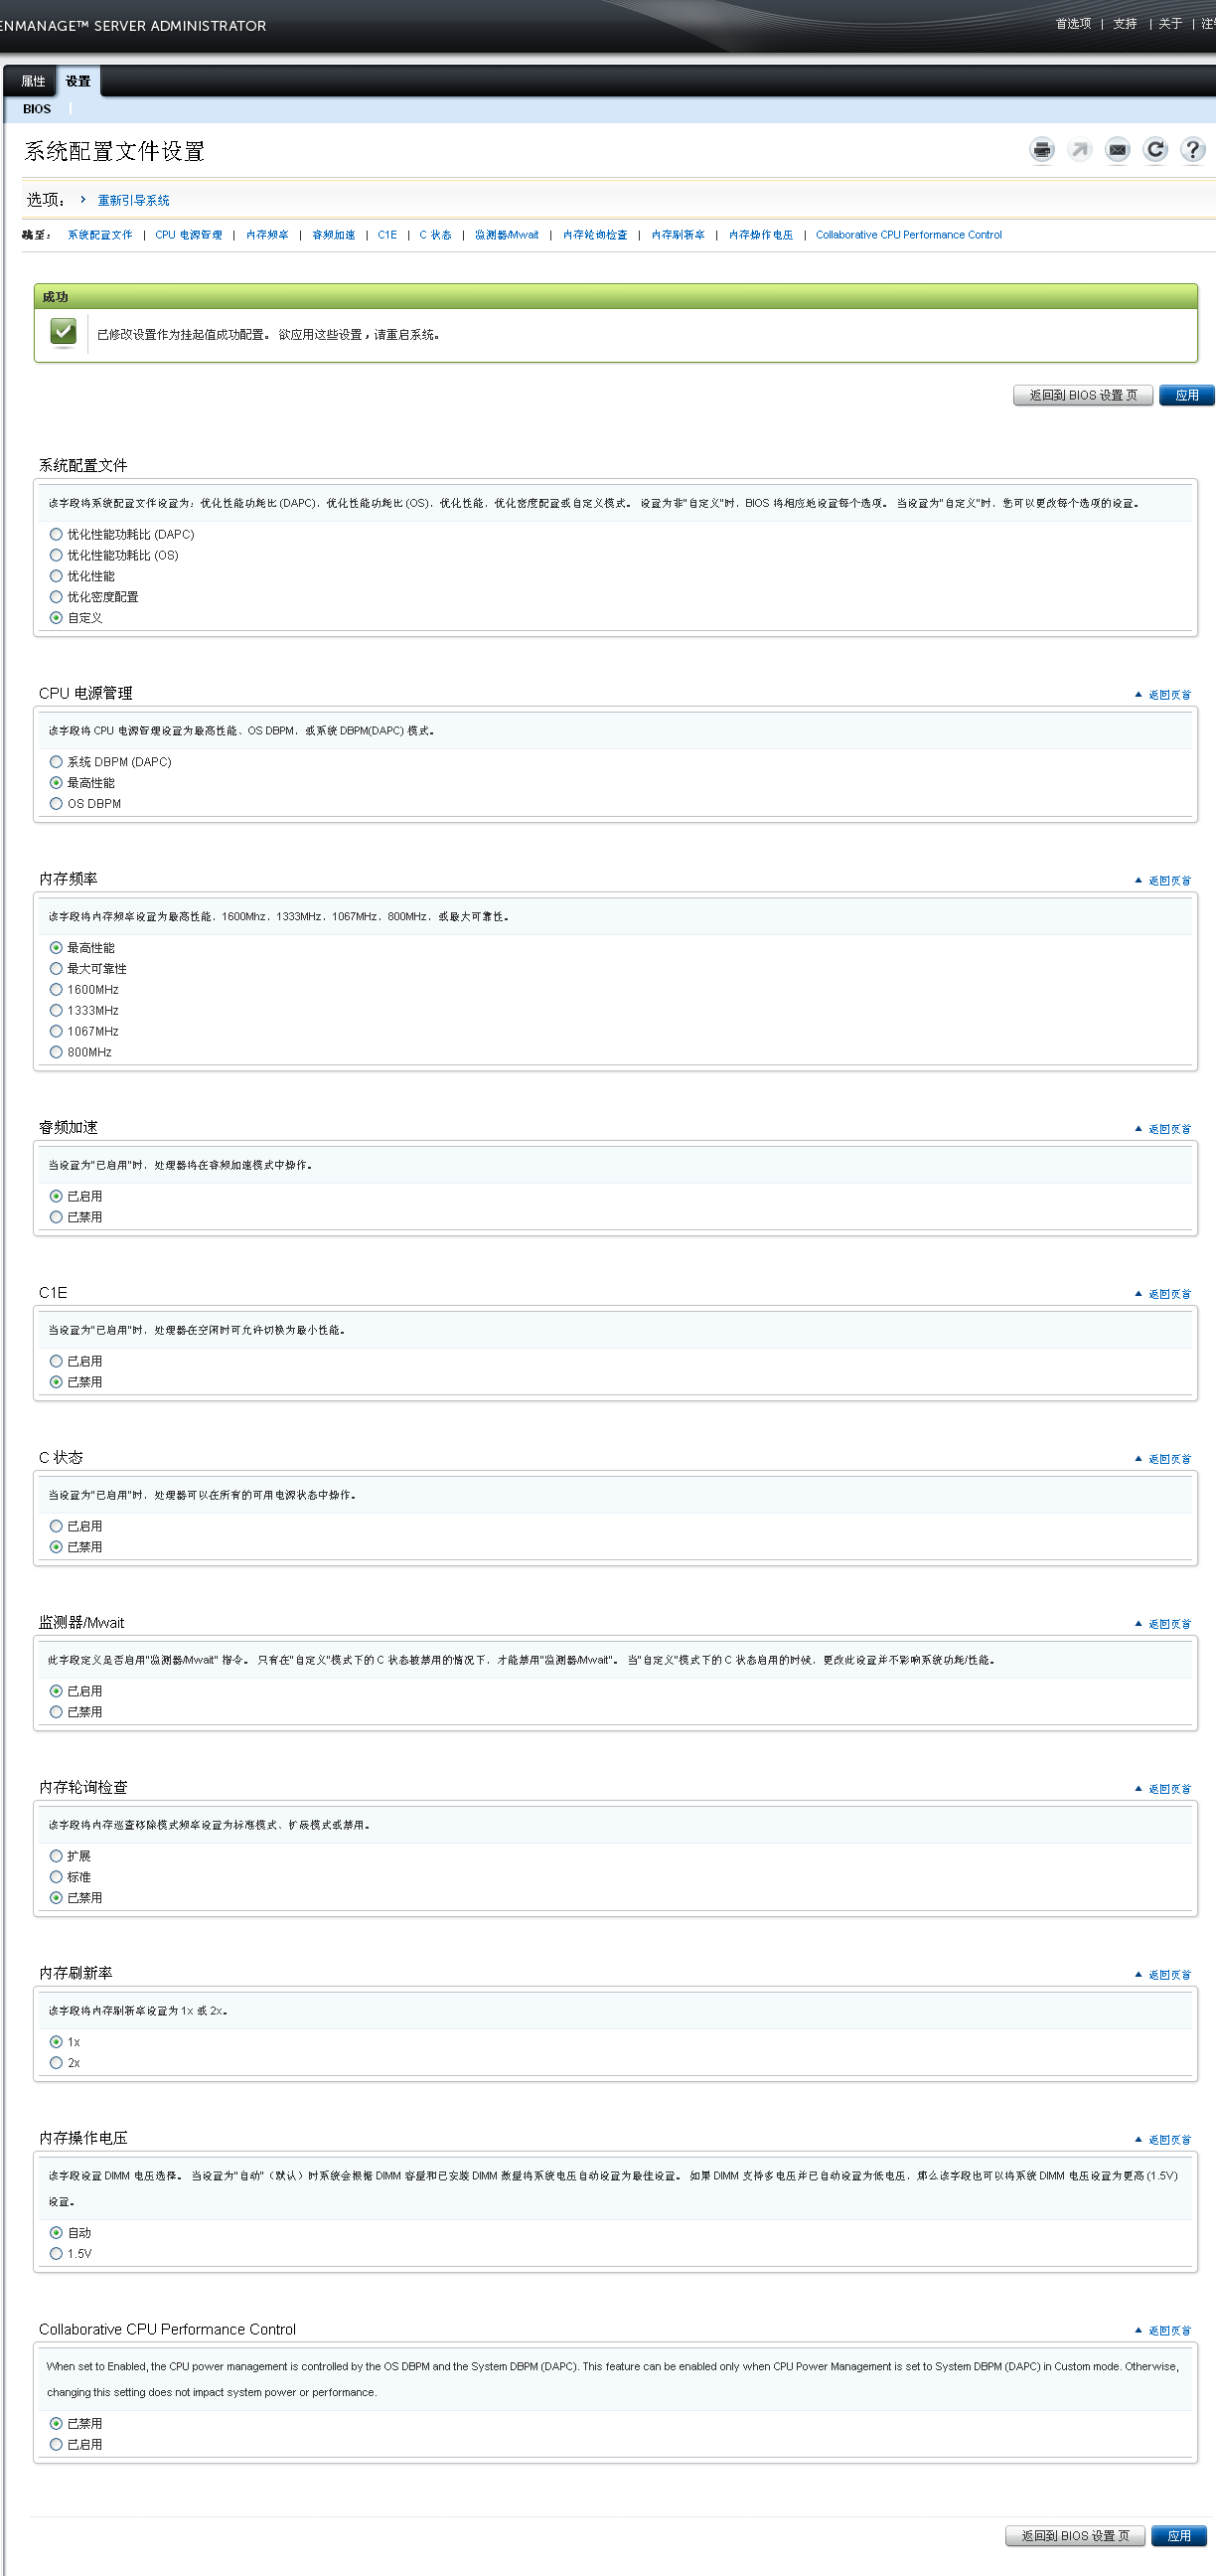 ENMANAGE™ SERVER ADMINISTRATOR
首选项 | 支持 | 关于 | 注
属性 设置
BIOS
系统配置文件设置
选项： 重新引导系统
跳至： 系统配置文件 | CPU 电源管理 | 内存频率 | 睿频加速 | C1E | C 状态 | 监测器/Mwait | 内存轮询检查 | 内存刷新率 | 内存操作电压 | Collaborative CPU Performance Control
成功
已修改设置作为挂起值成功配置。 欲应用这些设置，请重启系统。
返回到 BIOS 设置 页 应用
系统配置文件
该字段将系统配置文件设置为：优化性能功耗比 (DAPC)、优化性能功耗比 (OS)、优化性能、优化密度配置或自定义模式。 设置为非"自定义"时，BIOS 将相应地设置每个选项。 当设置为"自定义"时，您可以更改每个选项的设置。
优化性能功耗比 (DAPC)
优化性能功耗比 (OS)
优化性能
优化密度配置
自定义
CPU 电源管理 返回页首
该字段将 CPU 电源管理设置为最高性能、OS DBPM、或系统 DBPM(DAPC) 模式。
系统 DBPM (DAPC)
最高性能
OS DBPM
内存频率 返回页首
该字段将内存频率设置为最高性能、1600Mhz、1333MHz、1067MHz、800MHz、或最大可靠性。
最高性能
最大可靠性
1600MHz
1333MHz
1067MHz
800MHz
睿频加速 返回页首
当设置为"已启用"时，处理器将在睿频加速模式中操作。
已启用
已禁用
C1E 返回页首
当设置为"已启用"时，处理器在空闲时可允许切换为最小性能。
已启用
已禁用
C 状态 返回页首
当设置为"已启用"时，处理器可以在所有的可用电源状态中操作。
已启用
已禁用
监测器/Mwait 返回页首
此字段定义是否启用"监测器/Mwait" 指令。 只有在"自定义"模式下的 C 状态被禁用的情况下，才能禁用"监测器/Mwait"。 当"自定义"模式下的 C 状态启用的时候，更改此设置并不影响系统功耗/性能。
已启用
已禁用
内存轮询检查 返回页首
该字段将内存巡查移除模式频率设置为标准模式、扩展模式或禁用。
扩展
标准
已禁用
内存刷新率 返回页首
该字段将内存刷新率设置为 1x 或 2x。
1x
2x
内存操作电压 返回页首
该字段设置 DIMM 电压选择。 当设置为"自动"（默认）时系统会根据 DIMM 容量和已安装 DIMM 数量将系统电压自动设置为最佳设置。 如果 DIMM 支持多电压并已自动设置为低电压，那么该字段也可以将系统 DIMM 电压设置为更高 (1.5V)
设置。
自动
1.5V
Collaborative CPU Performance Control 返回页首
When set to Enabled, the CPU power management is controlled by the OS DBPM and the System DBPM (DAPC). This feature can be enabled only when CPU Power Management is set to System DBPM (DAPC) in Custom mode. Otherwise,
changing this setting does not impact system power or performance.
已禁用
已启用
返回到 BIOS 设置 页 应用